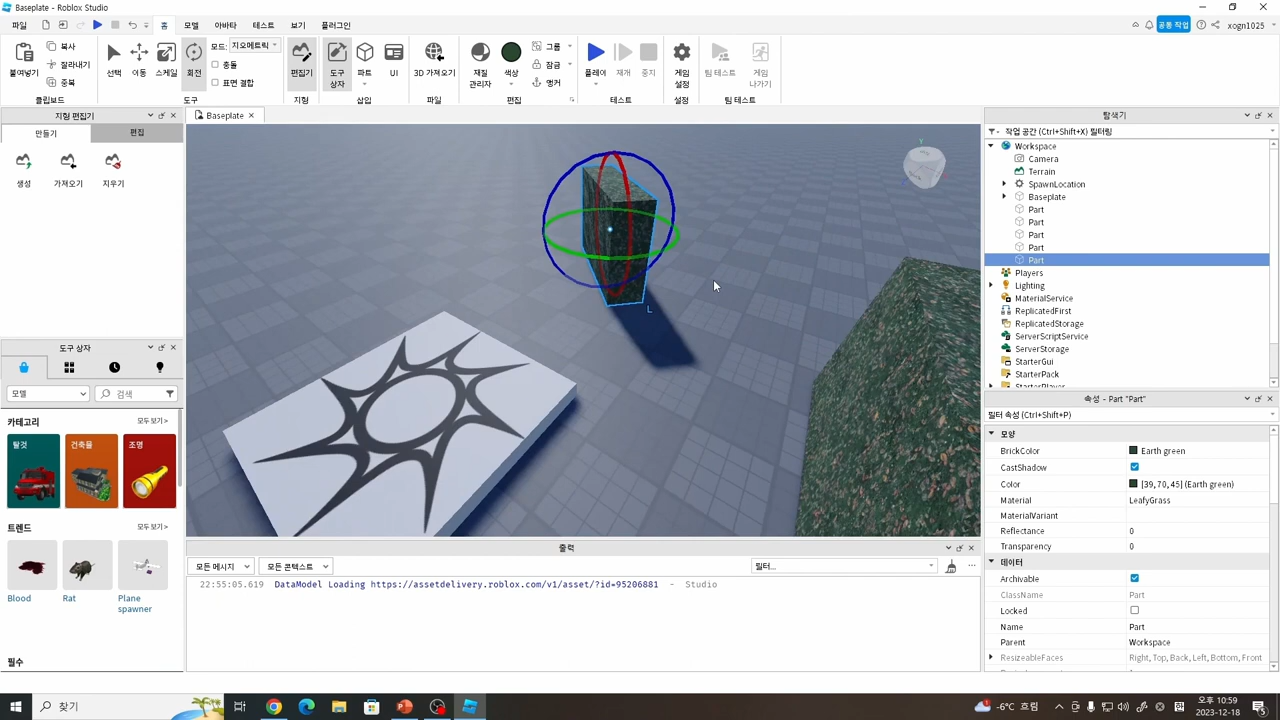 Baseplate - Roblox Studio
파일
홈
모델
아바타
테스트
보기
플러그인
공동 작업
xogn1025
붙여넣기
복사
잘라내기
중복
클립보드
선택
이동
스케일
회전
모드:
지오메트릭
충돌
표면 결합
도구
편집기
지형
도구
상자
파트
UI
삽입
3D 가져오기
파일
재질
관리자
색상
그룹
잠금
앵커
편집
플레이
재개
중지
테스트
게임
설정
설정
팀 테스트
게임
나가기
팀 테스트
지형 편집기
만들기
편집
생성
가져오기
지우기
도구 상자
모델
검색
카테고리
모두 보기 >
탈것
건축물
조명
트렌드
모두 보기 >
Blood
Rat
Plane
spawner
필수
Baseplate
Y
L
출력
모든 메시지
모든 콘텍스트
필터...
22:55:05.619 DataModel Loading https://assetdelivery.roblox.com/v1/asset/?id=95206881 - Studio
탐색기
작업 공간 (Ctrl+Shift+X) 필터링
Workspace
Camera
Terrain
SpawnLocation
Baseplate
Part
Part
Part
Part
Part
Players
Lighting
MaterialService
ReplicatedFirst
ReplicatedStorage
ServerScriptService
ServerStorage
StarterGui
StarterPack
StarterPlayer
속성 - Part "Part"
필터 속성 (Ctrl+Shift+P)
모양
BrickColor Earth green
CastShadow
Color [39,70,45] (Earth green)
Material LeafyGrass
MaterialVariant
Reflectance 0
Transparency 0
데이터
Archivable
ClassName Part
Locked
Name Part
Parent Workspace
ResizeableFaces Right, Top, Back, Left, Bottom, Front
찾기
-6°C 흐림
A
오후 10:59
2023-12-18
5